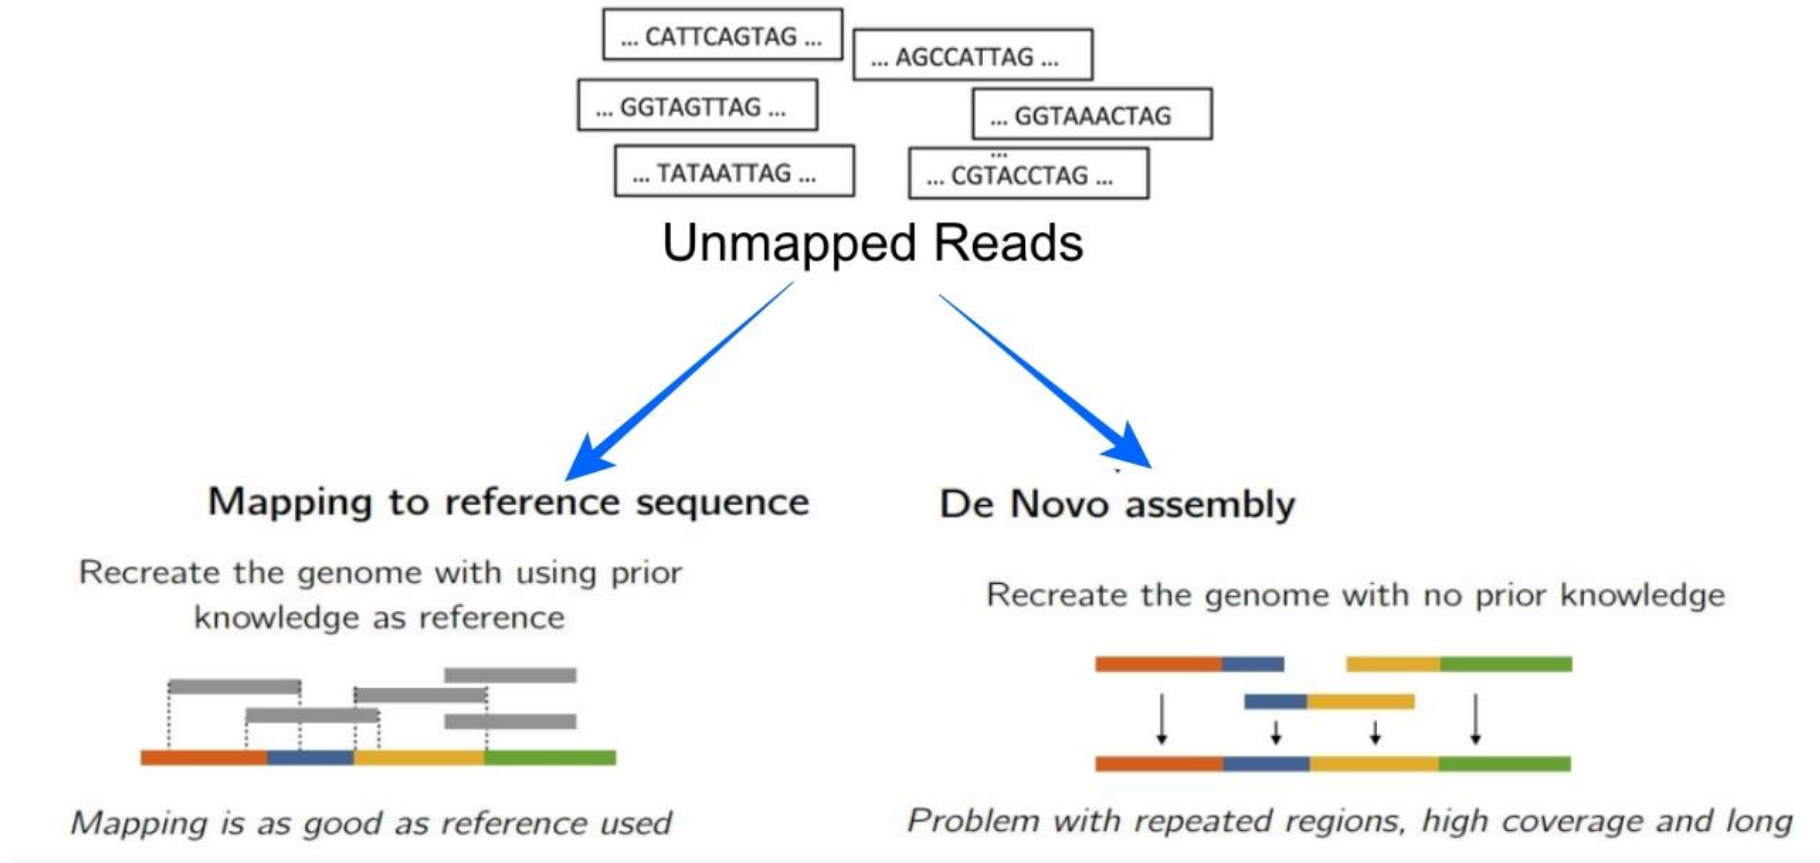 ... CATTCAGTAG ...
... AGCCATTAG ...
... GGTAGTTAG ...
... GGTAAACTAG
...
... TATAATTAG ...
... CGTACCTAG ...
Unmapped Reads
Mapping to reference sequence
Recreate the genome with using prior
knowledge as reference
Mapping is as good as reference used
De Novo assembly
Recreate the genome with no prior knowledge
Problem with repeated regions, high coverage and long